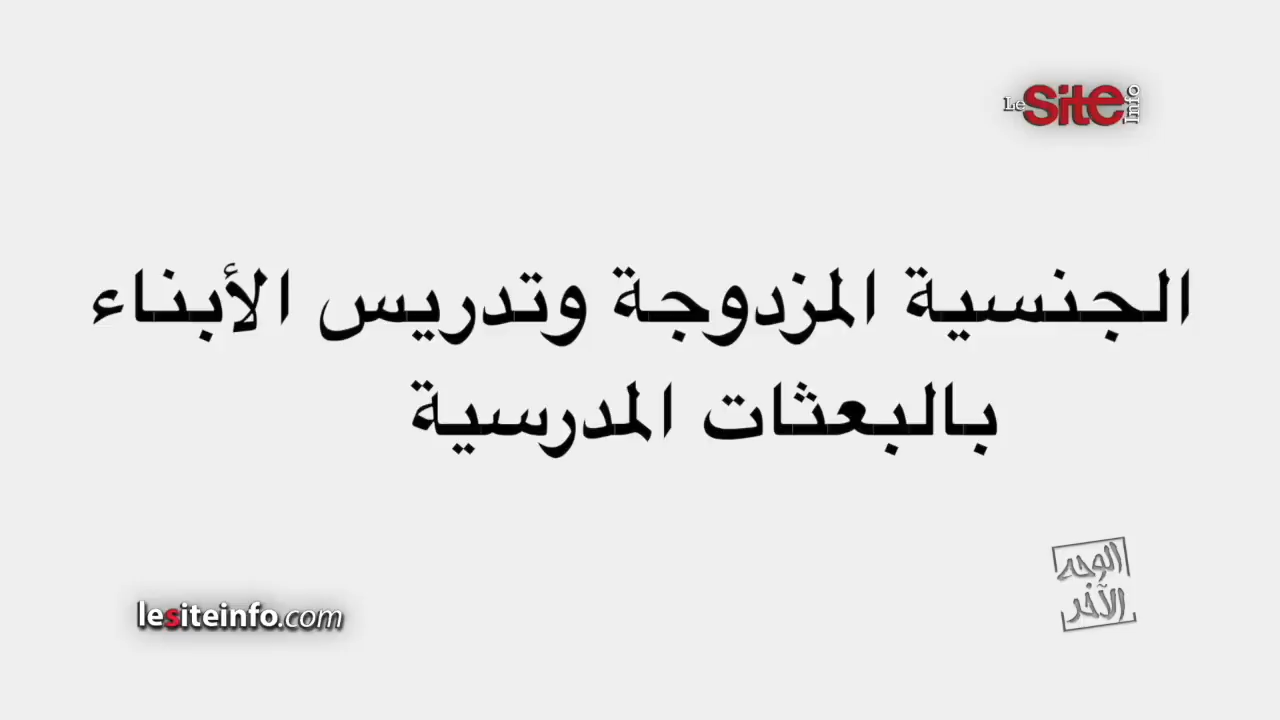 Le Site Info
الجنسية المزدوجة وتدريس الأبناء
بالبعثات المدرسية
الوجه
الآخر
lesiteinfo.com